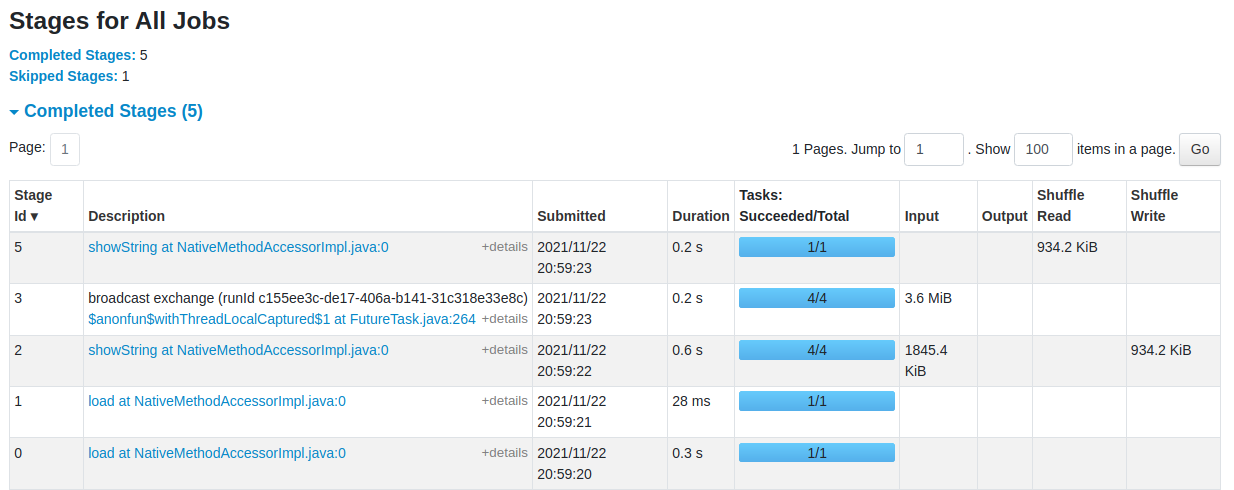 Stages for All Jobs
Completed Stages: 5
Skipped Stages: 1
Completed Stages (5)
Page: 1
1 Pages. Jump to 1 . Show 100 items in a page. Go
Stage Id ▾ Description Submitted Duration Tasks: Succeeded/Total Input Output Shuffle Read Shuffle Write
5 showString at NativeMethodAccessorImpl.java:0 +details 2021/11/22 20:59:23 0.2 s 1/1 934.2 KiB
3 broadcast exchange (runId c155ee3c-de17-406a-b141-31c318e33e8c) $anonfun$withThreadLocalCaptured$1 at FutureTask.java:264 +details 2021/11/22 20:59:23 0.2 s 4/4 3.6 MiB
2 showString at NativeMethodAccessorImpl.java:0 +details 2021/11/22 20:59:22 0.6 s 4/4 1845.4 KiB 934.2 KiB
1 load at NativeMethodAccessorImpl.java:0 +details 2021/11/22 20:59:21 28 ms 1/1
0 load at NativeMethodAccessorImpl.java:0 +details 2021/11/22 20:59:20 0.3 s 1/1